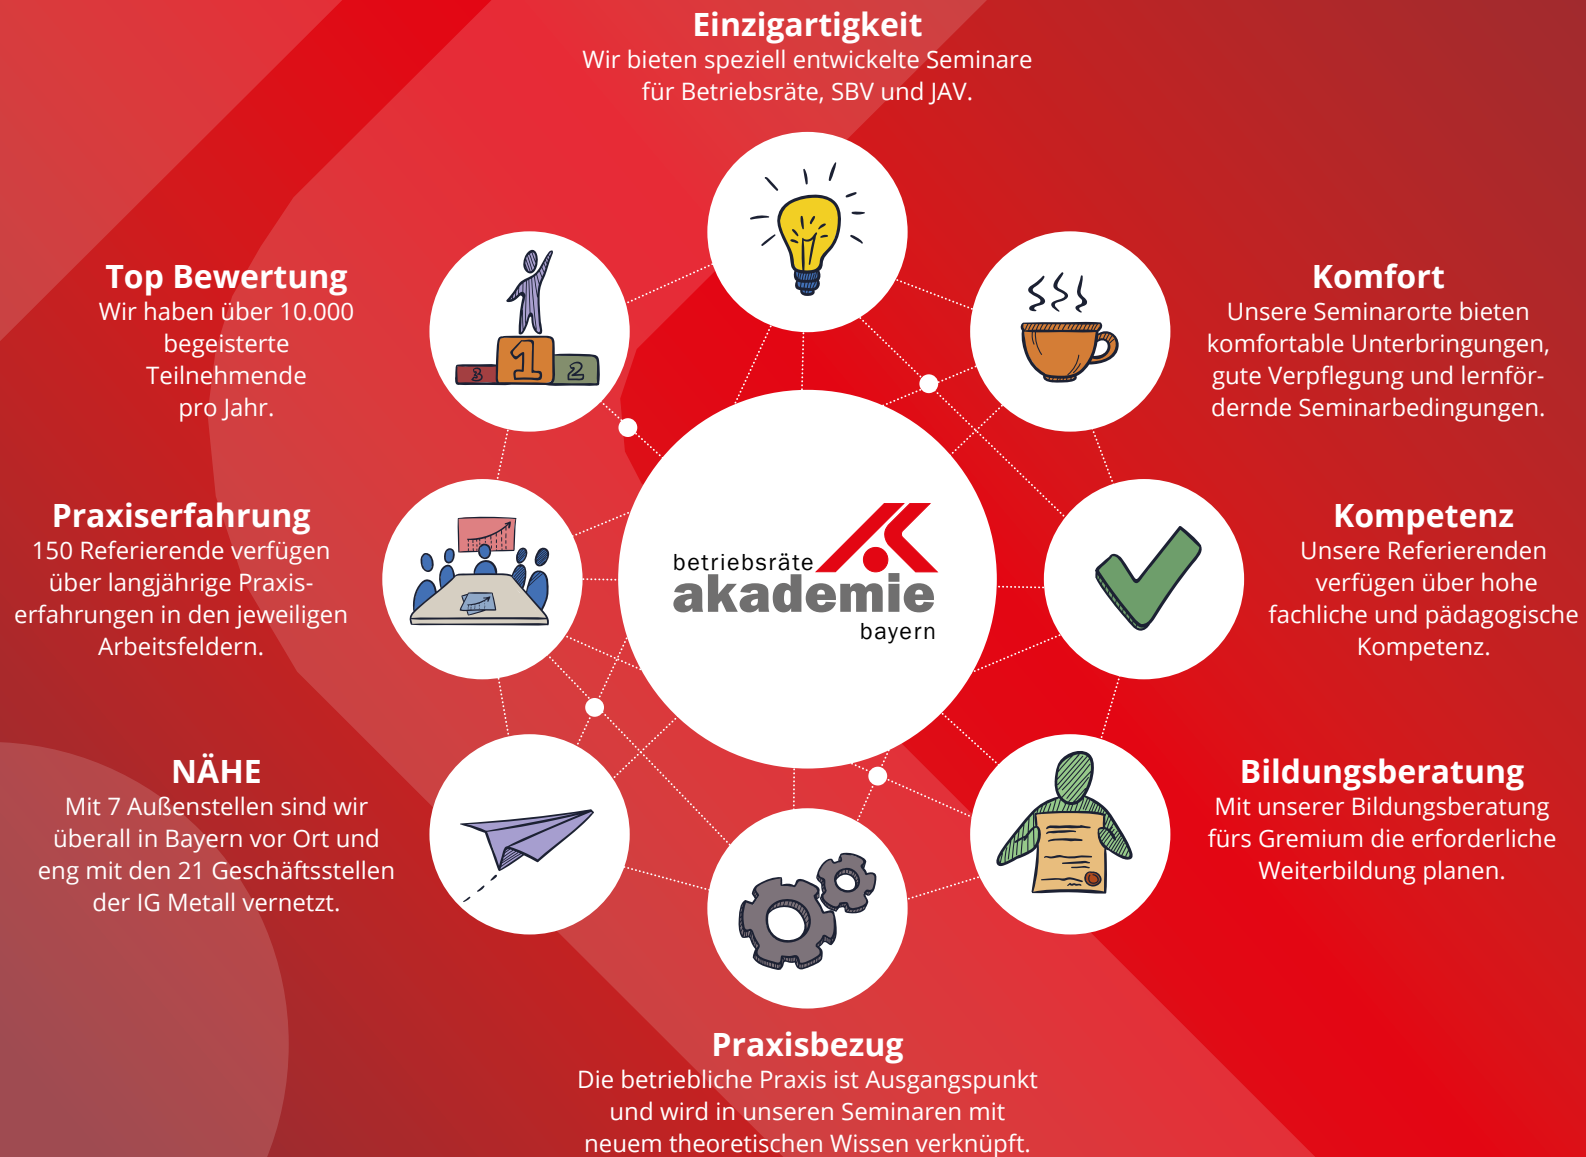 Einzigartigkeit
Wir bieten speziell entwickelte Seminare
für Betriebsräte, SBV und JAV.
Top Bewertung
Wir haben über 10.000
begeisterte
Teilnehmende
pro Jahr.
3 1 2
Komfort
Unsere Seminarorte bieten
komfortable Unterbringungen,
gute Verpflegung und lernför-
dernde Seminarbedingungen.
Praxiserfahrung
150 Referierende verfügen
über langjährige Praxis-
erfahrungen in den jeweiligen
Arbeitsfeldern.
betriebsräte
akademie
bayern
Kompetenz
Unsere Referierenden
verfügen über hohe
fachliche und pädagogische
Kompetenz.
NÄHE
Mit 7 Außenstellen sind wir
überall in Bayern vor Ort und
eng mit den 21 Geschäftsstellen
der IG Metall vernetzt.
Bildungsberatung
Mit unserer Bildungsberatung
fürs Gremium die erforderliche
Weiterbildung planen.
Praxisbezug
Die betriebliche Praxis ist Ausgangspunkt
und wird in unseren Seminaren mit
neuem theoretischen Wissen verknüpft.